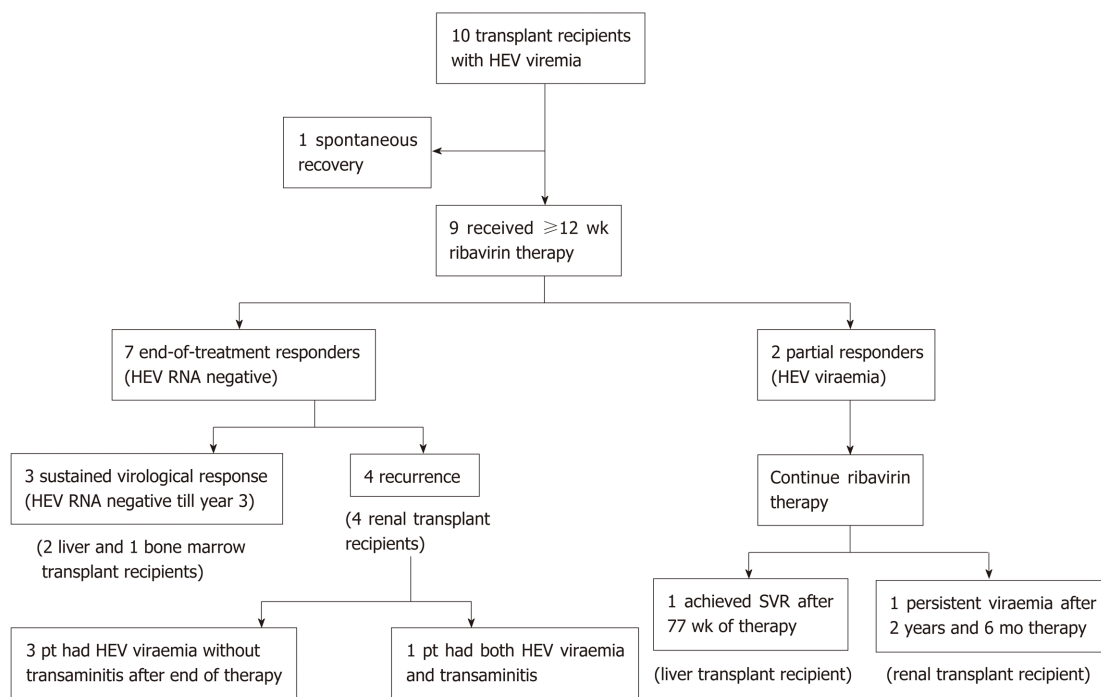 10 transplant recipients
with HEV viremia
1 spontaneous
recovery
9 received ⩾12 wk
ribavirin therapy
7 end-of-treatment responders
(HEV RNA negative)
2 partial responders
(HEV viraemia)
3 sustained virological response
(HEV RNA negative till year 3)
(2 liver and 1 bone marrow
transplant recipients)
4 recurrence
(4 renal transplant
recipients)
Continue ribavirin
therapy
3 pt had HEV viraemia without
transaminitis after end of therapy
1 pt had both HEV viraemia
and transaminitis
1 achieved SVR after
77 wk of therapy
(liver transplant recipient)
1 persistent viraemia after
2 years and 6 mo therapy
(renal transplant recipient)